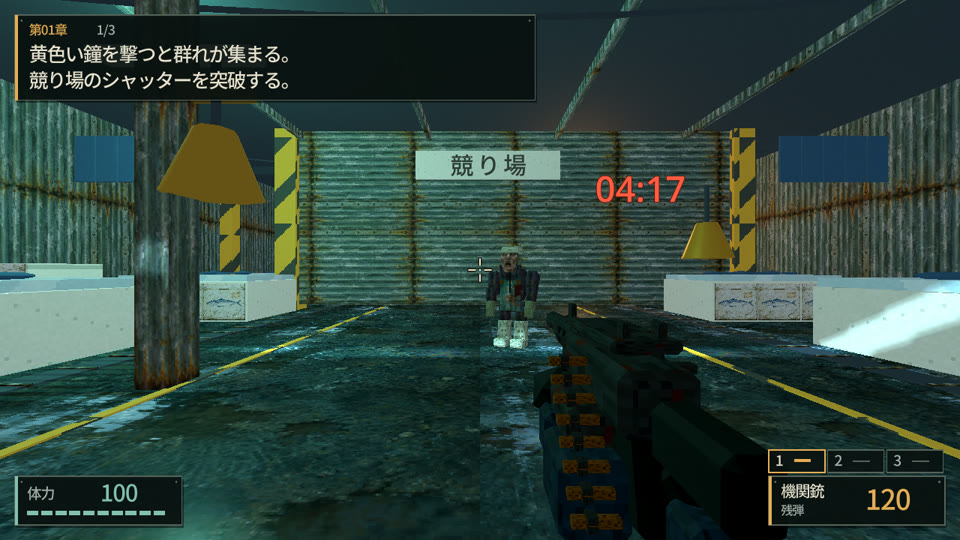 第01章 1/3
黄色い鐘を撃つと群れが集まる。
競り場のシャッターを突破する。
競り場
04:17
体力 100
1 2 3
機関銃
残弾 120